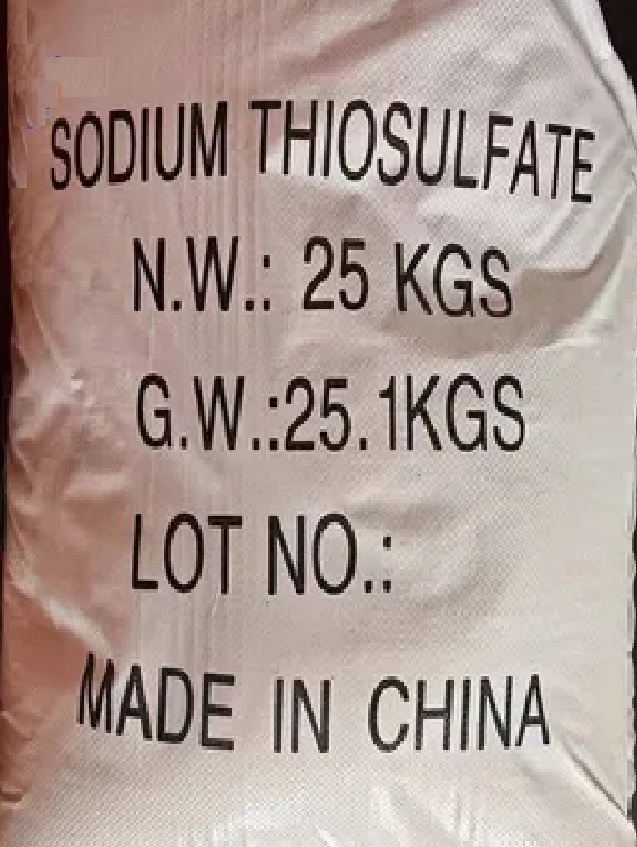 SODIUM THIOSULFATE
N.W.: 25 KGS
G.W.:25.1KGS
LOT NO.:
MADE IN CHINA